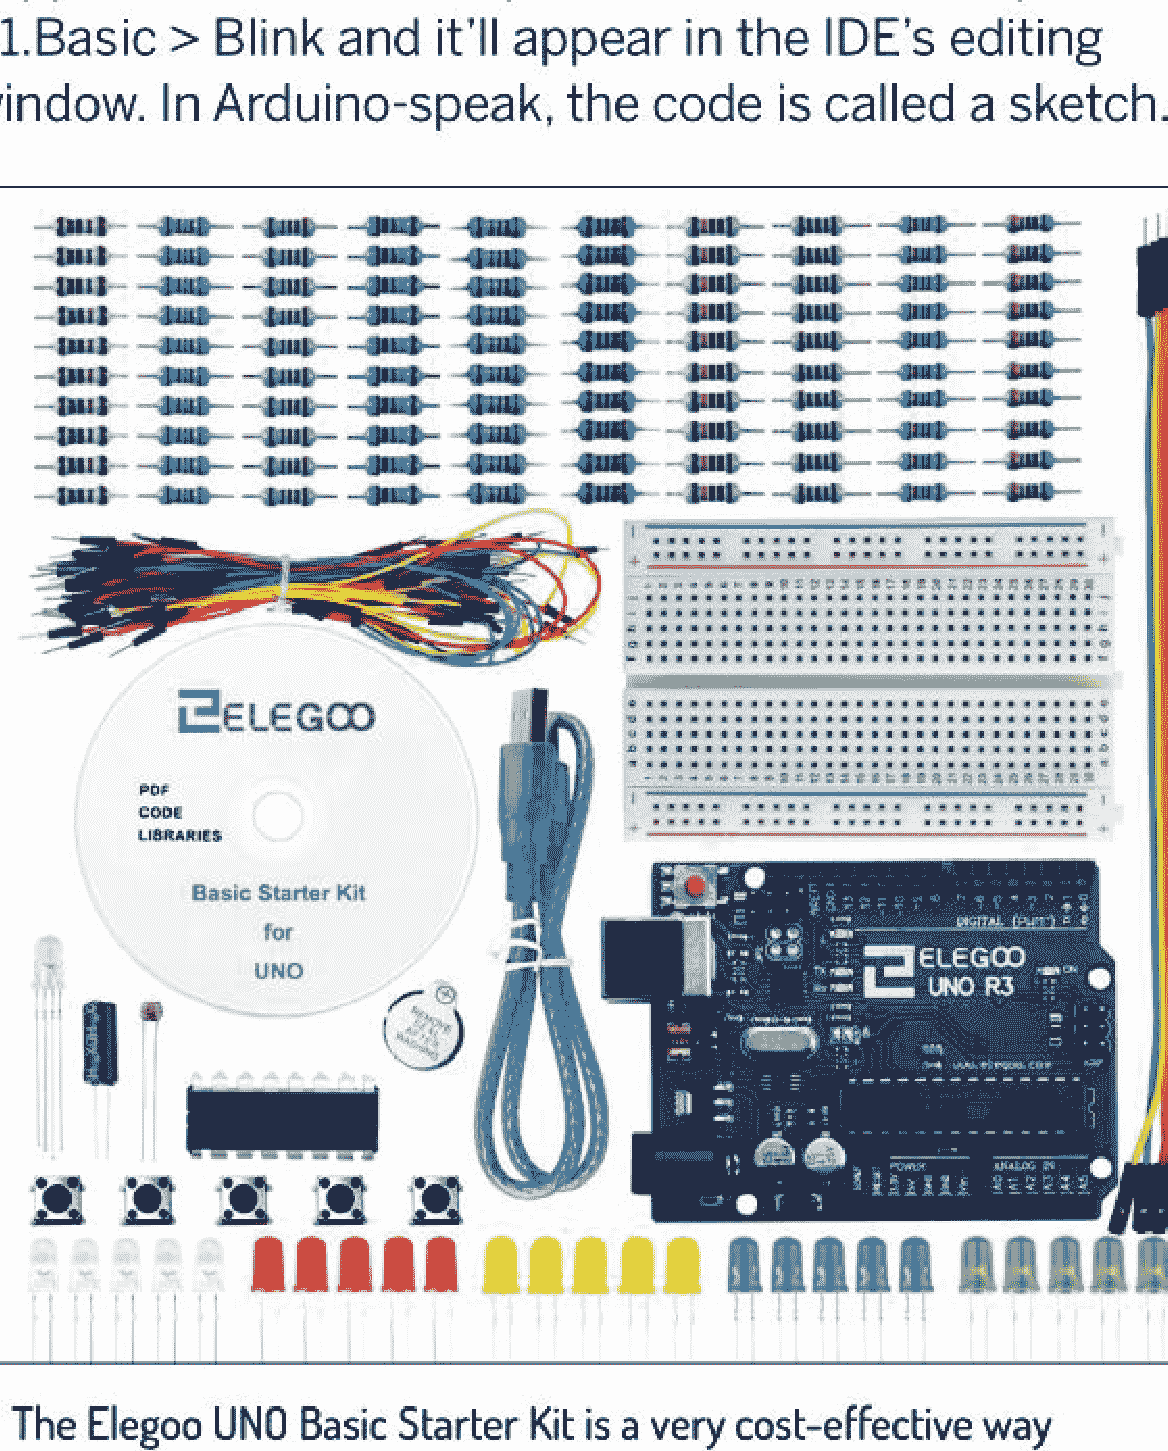 1.Basic > Blink and it'll appear in the IDE's editing
indow. In Arduino-speak, the code is called a sketch.
ELEGOO
PDF
CODE
LIBRARIES
Basic Starter Kit
for
UNO
DIGITAL (PWM~)
ELEGOO
UNO R3
POWER
ANALOG IN
The Elegoo UNO Basic Starter Kit is a very cost-effective way